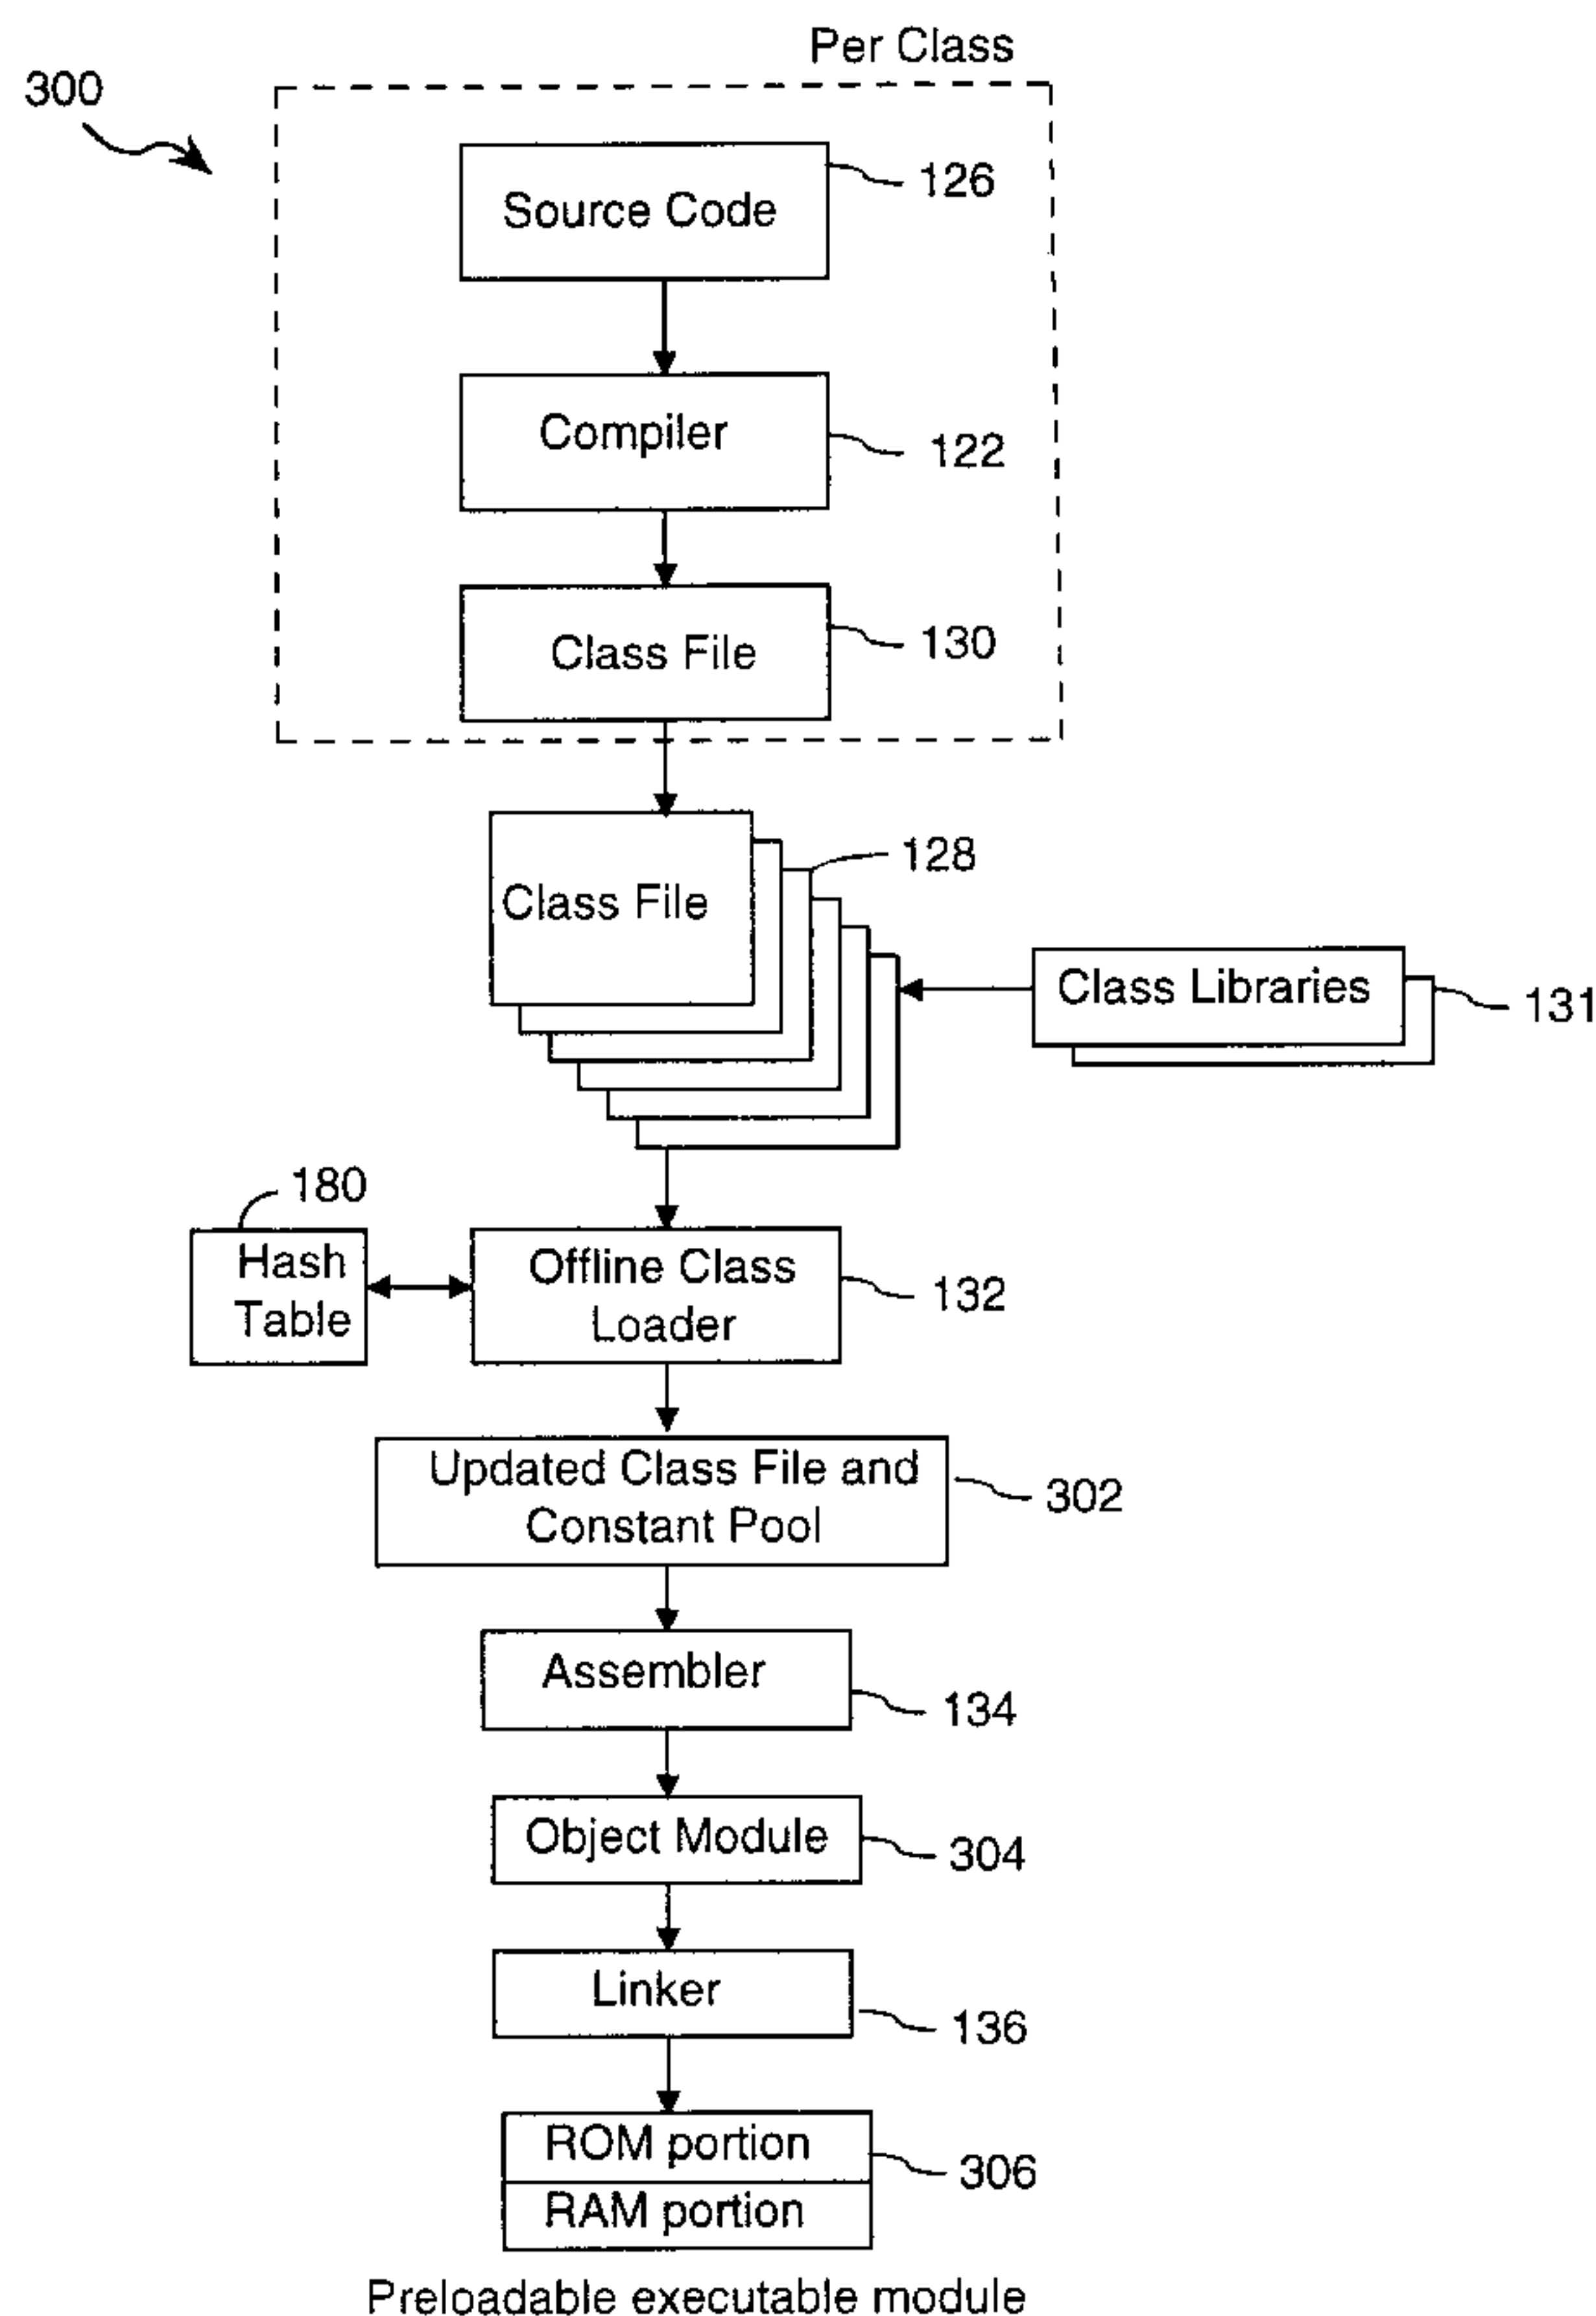 Per Class
300
Source Code
126
Compiler
122
Class File
130
Class File
128
Class Libraries
131
180
Hash
Table
Offline Class
Loader
132
Updated Class File and
Constant Pool
302
Assembler
134
Object Module
304
Linker
136
ROM portion
306
RAM portion
Preloadable executable module